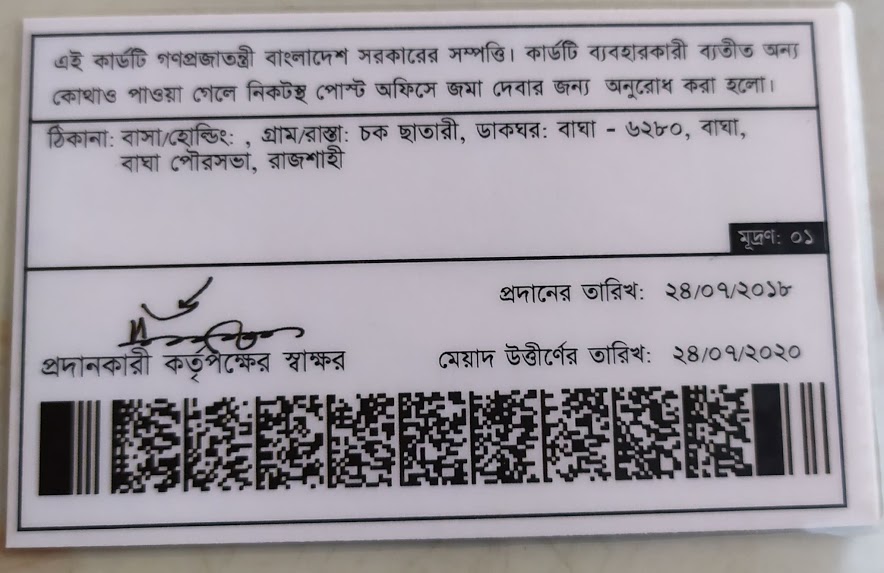 এই কার্ডটি গণপ্রজাতন্ত্রী বাংলাদেশ সরকারের সম্পত্তি। কার্ডটি ব্যবহারকারী ব্যতীত অন্য
কোথাও পাওয়া গেলে নিকটস্থ পোস্ট অফিসে জমা দেবার জন্য অনুরোধ করা হলো।
ঠিকানা: বাসা/হোল্ডিং: , গ্রাম/রাস্তা: চক ছাতারী, ডাকঘর: বাঘা - ৬২৮০, বাঘা,
বাঘা পৌরসভা, রাজশাহী
মূদ্রণ: ০১
প্রদানের তারিখ: ২৪/০৭/২০১৮
প্রদানকারী কর্তৃপক্ষের স্বাক্ষর
মেয়াদ উত্তীর্ণের তারিখ: ২৪/০৭/২০২০